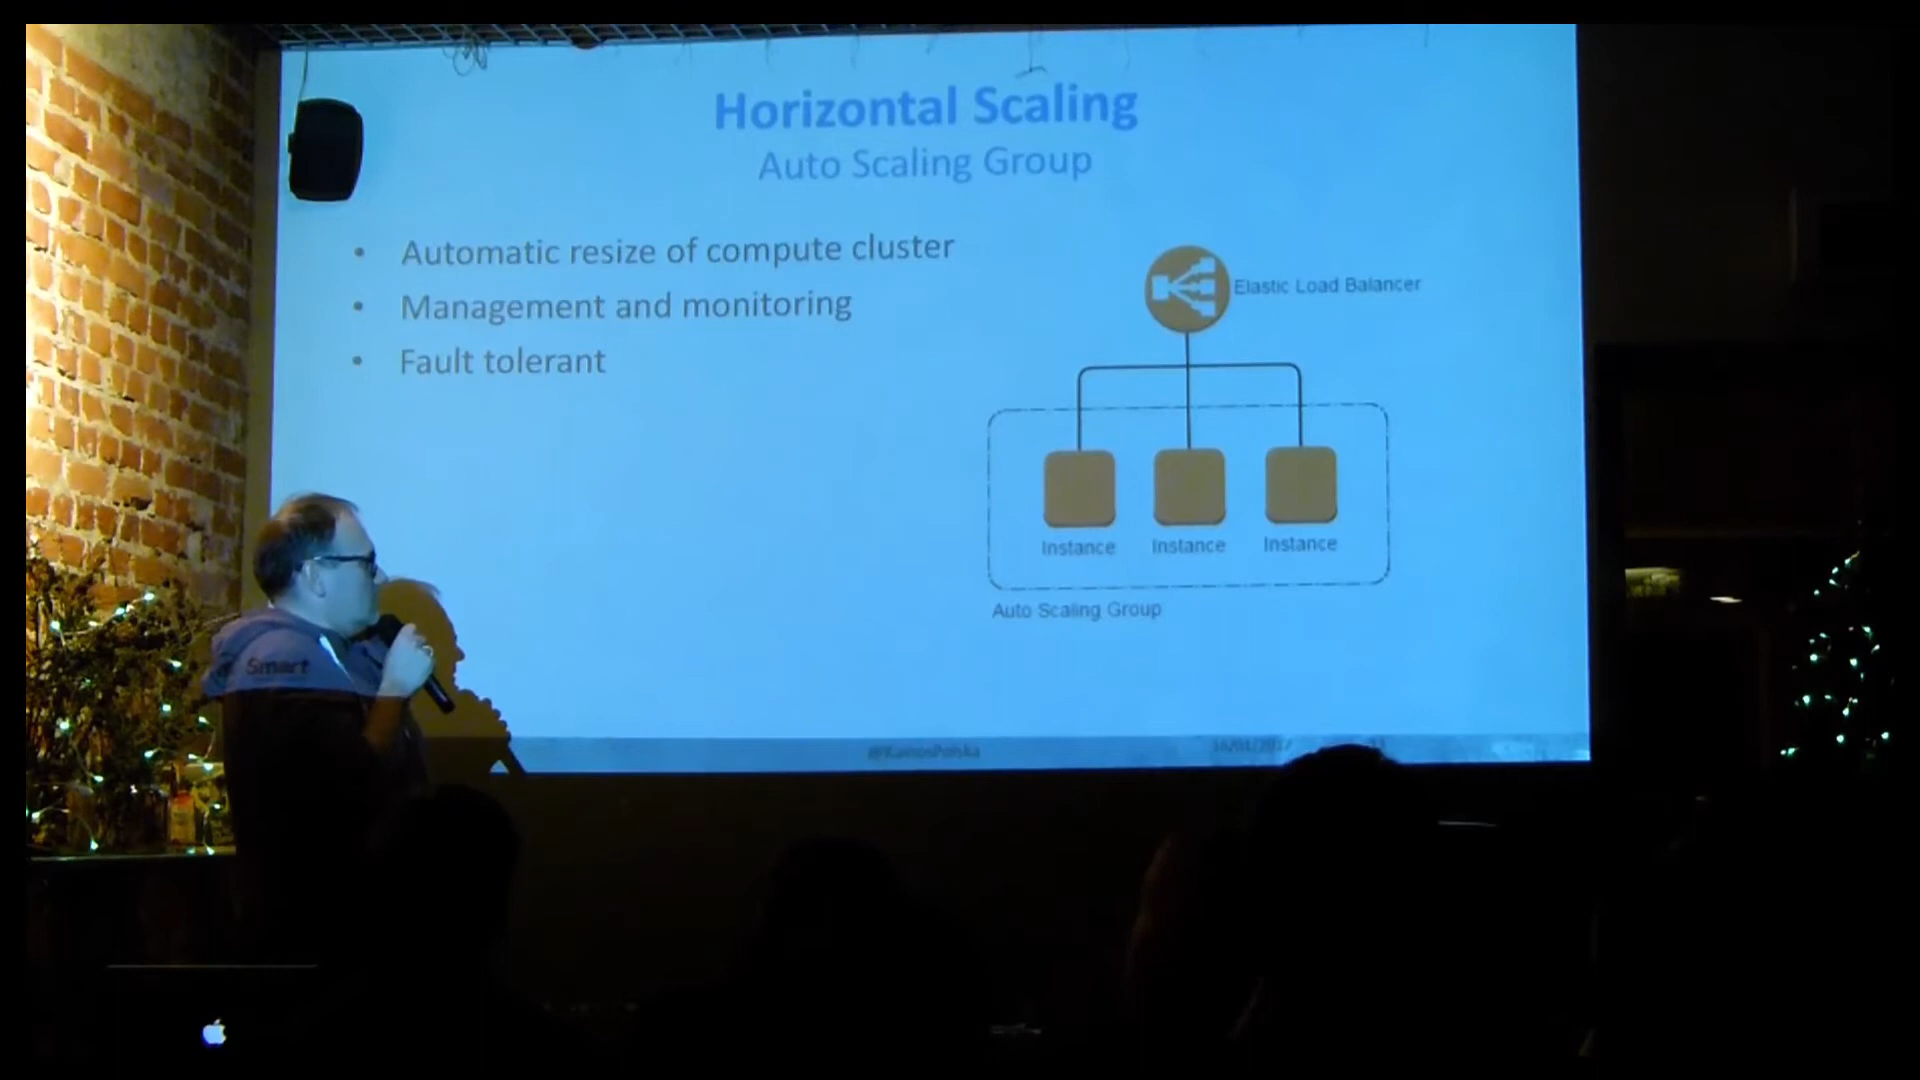 Horizontal Scaling
Auto Scaling Group
• Automatic resize of compute cluster
• Management and monitoring
• Fault tolerant
Elastic Load Balancer
Instance Instance Instance
Auto Scaling Group
Smart